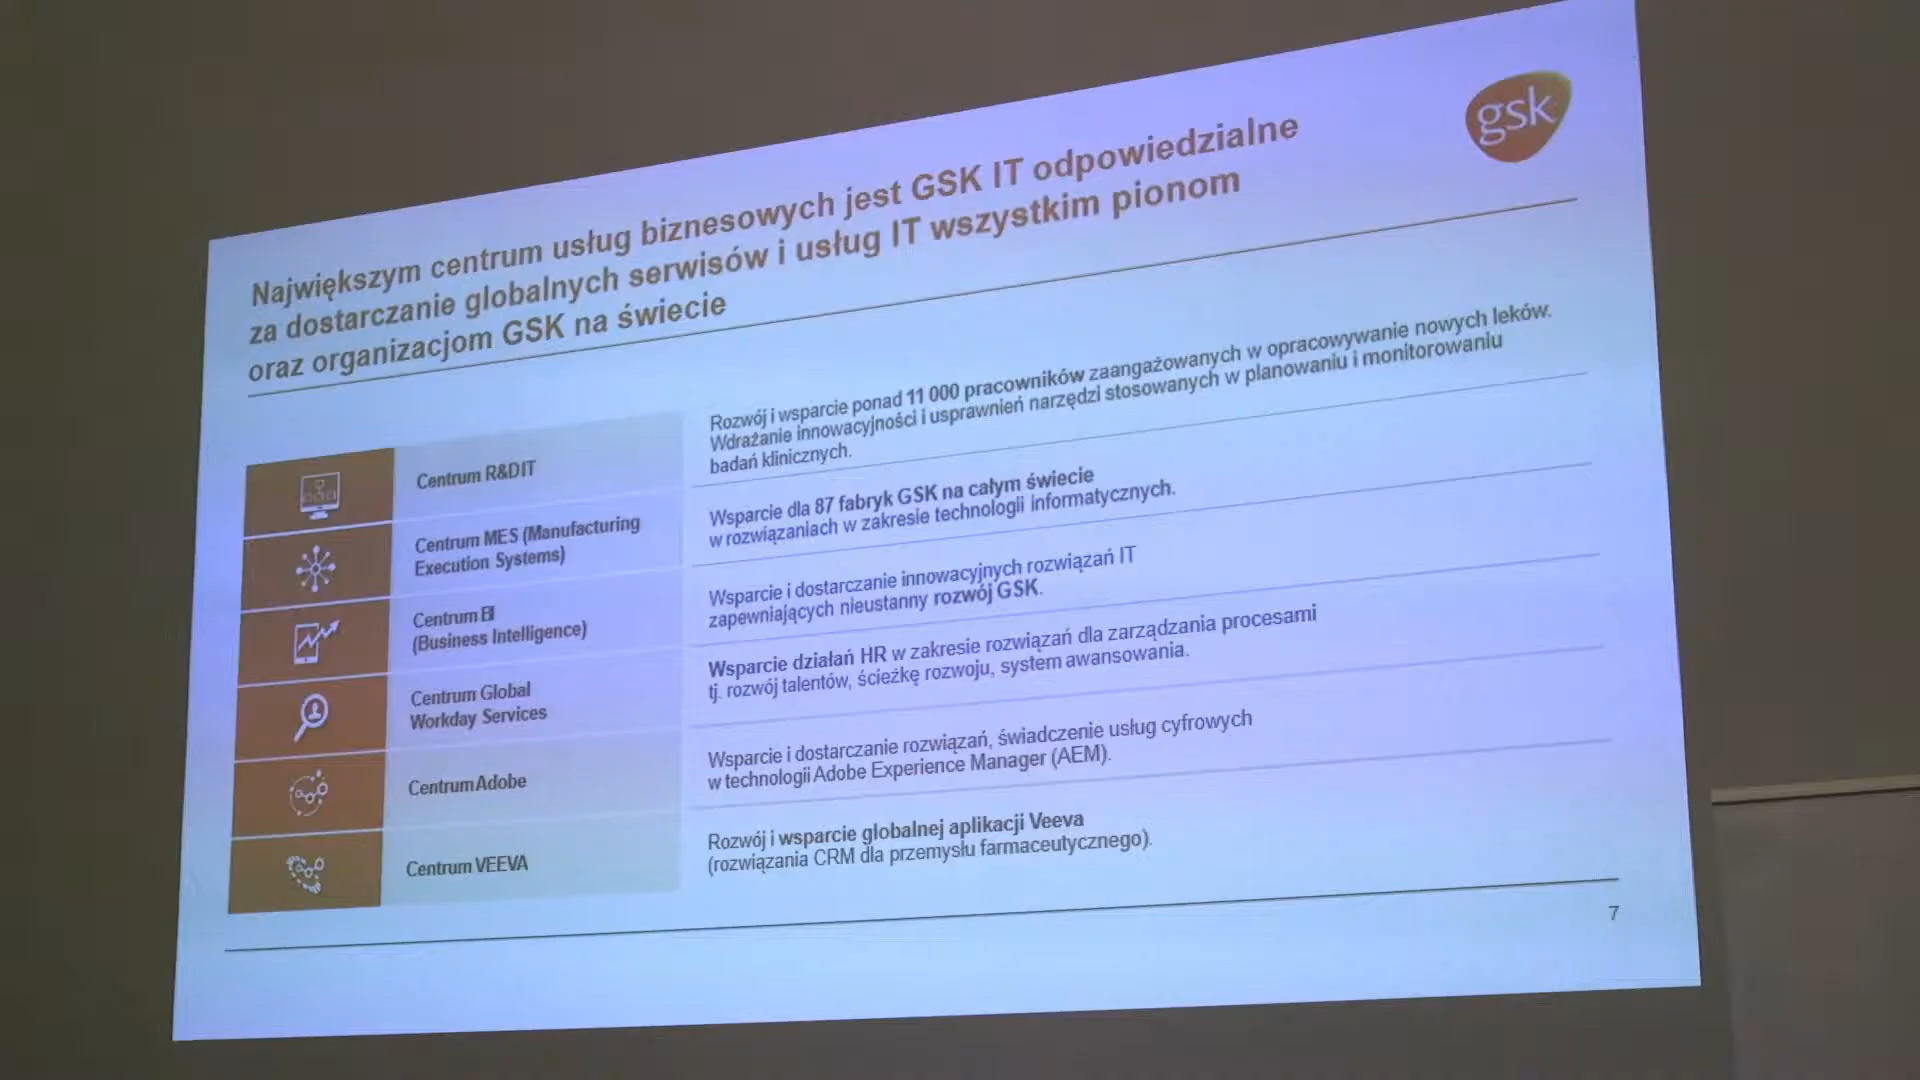 gsk
Największym centrum usług biznesowych jest GSK IT odpowiedzialne
za dostarczanie globalnych serwisów i usług IT wszystkim pionom
oraz organizacjom GSK na świecie
Centrum R&D IT
Rozwój i wsparcie ponad 11 000 pracowników zaangażowanych w opracowywanie nowych leków.
Wdrażanie innowacyjności i usprawnień narzędzi stosowanych w planowaniu i monitorowaniu
badań klinicznych.
Centrum MES (Manufacturing
Execution Systems)
Wsparcie dla 87 fabryk GSK na całym świecie
w rozwiązaniach w zakresie technologii informatycznych.
Centrum BI
(Business Intelligence)
Wsparcie i dostarczanie innowacyjnych rozwiązań IT
zapewniających nieustanny rozwój GSK.
Centrum Global
Workday Services
Wsparcie działań HR w zakresie rozwiązań dla zarządzania procesami
tj. rozwój talentów, ścieżkę rozwoju, system awansowania.
Centrum Adobe
Wsparcie i dostarczanie rozwiązań, świadczenie usług cyfrowych
w technologii Adobe Experience Manager (AEM).
Centrum VEEVA
Rozwój i wsparcie globalnej aplikacji Veeva
(rozwiązania CRM dla przemysłu farmaceutycznego).
7